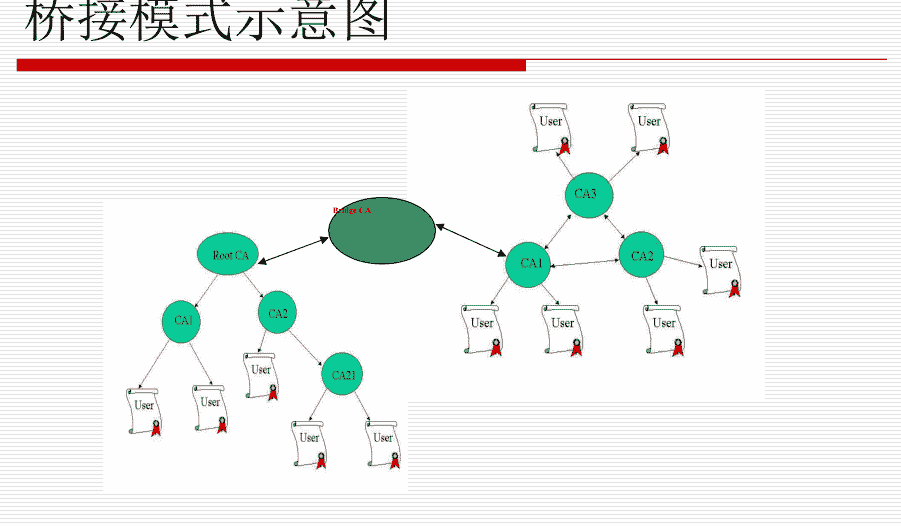 桥接模式示意图
User
User
CA3
Bridge CA
Root CA
CA1
CA2
User
CA1
CA2
User
User
User
User
CA21
User
User
User
User